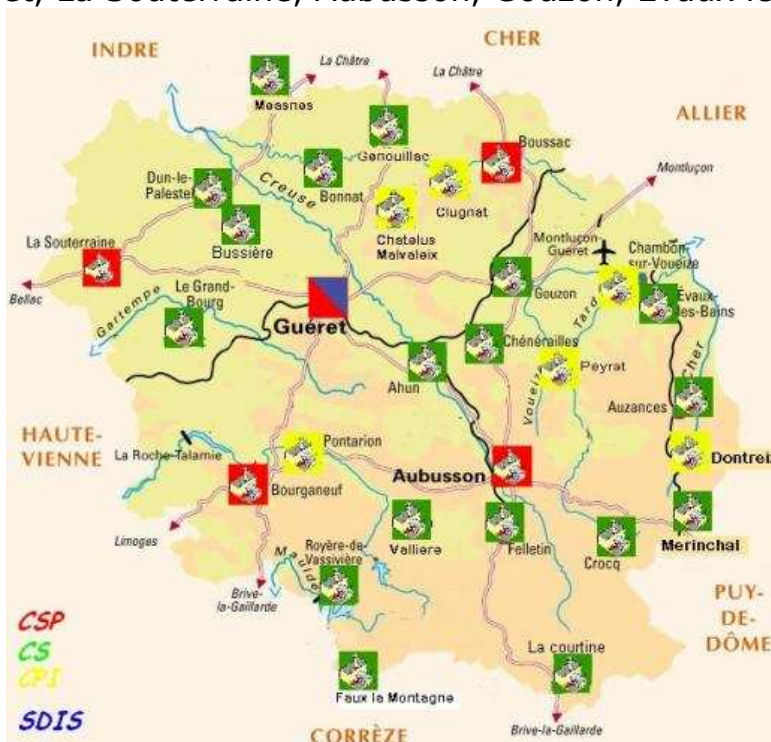 La Souterraine, Aubusson, Gouzon, Evaux
CHER
INDRE
La Châtre
La Châtre
Measnes
ALLIER
Genouillac
Boussac
Montluçon
Dun-le-
Palestel
Creuse
Bonnat
Clugnat
Chatelus
Malvaleix
Bussière
La Souterraine
Montluçon-
Guéret
Chambon-
sur-Voueize
Bellac
Le Grand-
Bourg
Gouzon
Tard
Évaux-
les-Bains
Gartempe
Guéret
Chénérailles
Cher
Peyrat
Voueize
Ahun
Auzances
HAUTE-
VIENNE
La Roche-Talamie
Pontarion
Aubusson
Dontreix
Bourganeuf
Limoges
Valliere
Felletin
Crocq
Merinchal
Royère-de-
Vassivière
Maulde
Brive-
la-Gaillarde
PUY-
DE-
DÔME
CSP
CS
CPI
SDIS
La courtine
Faux la Montagne
CORRÈZE
Brive-la-Gaillarde